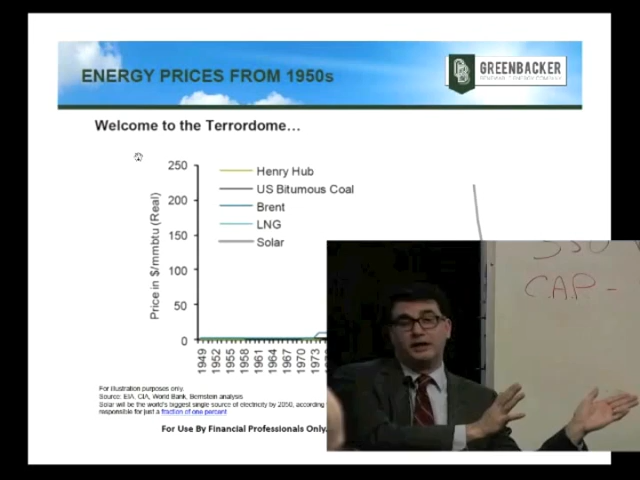 ENERGY PRICES FROM 1950s
GREENBACKER
Welcome to the Terrordome…
250
200
150
100
50
0
Price in $/mmbtu (Real)
Henry Hub
US Bitumous Coal
Brent
LNG
Solar
1949
1952
1955
1958
1961
1964
1967
1970
1973
CAP -
For illustration purposes only.
Source: EIA, CIA, World Bank, Bernstein analysis
Solar will be the world's biggest single source of electricity by 2050, according
responsible for just a fraction of one percent
For Use By Financial Professionals Only.